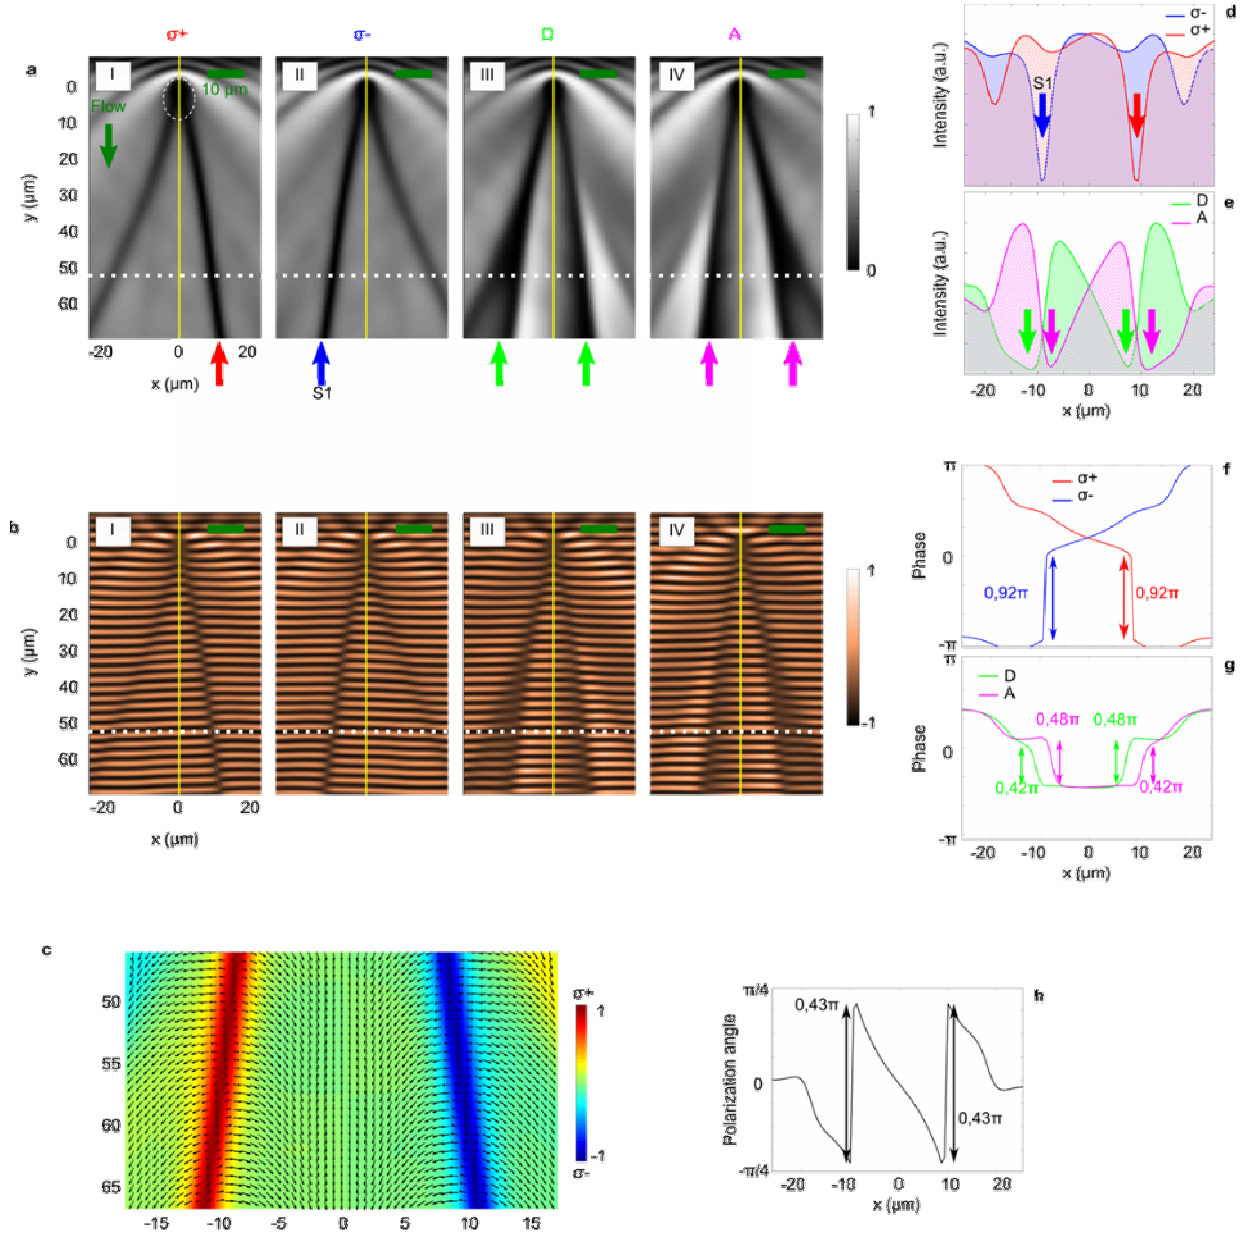 σ+ σ- D A
a
I II III IV
10 µm
Flow
0
10
20
30
40
50
60
y (µm)
-20 0 20
x (µm)
S1
1
0
d
σ-
σ+
S1
Intensity (a.u.)
e
D
A
Intensity (a.u.)
-20 -10 0 10 20
x (µm)
b
I II III IV
0
10
20
30
40
50
60
y (µm)
-20 0 20
x (µm)
1
-1
f
π
0
-π
Phase
σ+
σ-
0,92π 0,92π
g
π
0
-π
Phase
D
A
0,48π 0,48π
0,42π 0,42π
-20 -10 0 10 20
x (µm)
c
50
55
60
65
-15 -10 -5 0 5 10 15
σ+
1
-1
σ-
h
π/4
0
-π/4
Polarization angle
0,43π
0,43π
-20 -10 0 10 20
x (µm)